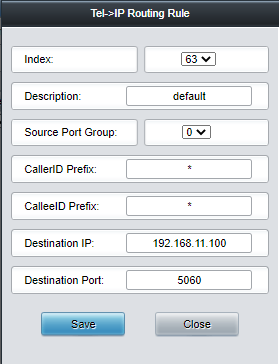 Tel->IP Routing Rule
Index: 63
Description: default
Source Port Group: 0
CallerID Prefix: *
CalleeID Prefix: *
Destination IP: 192.168.11.100
Destination Port: 5060
Save Close